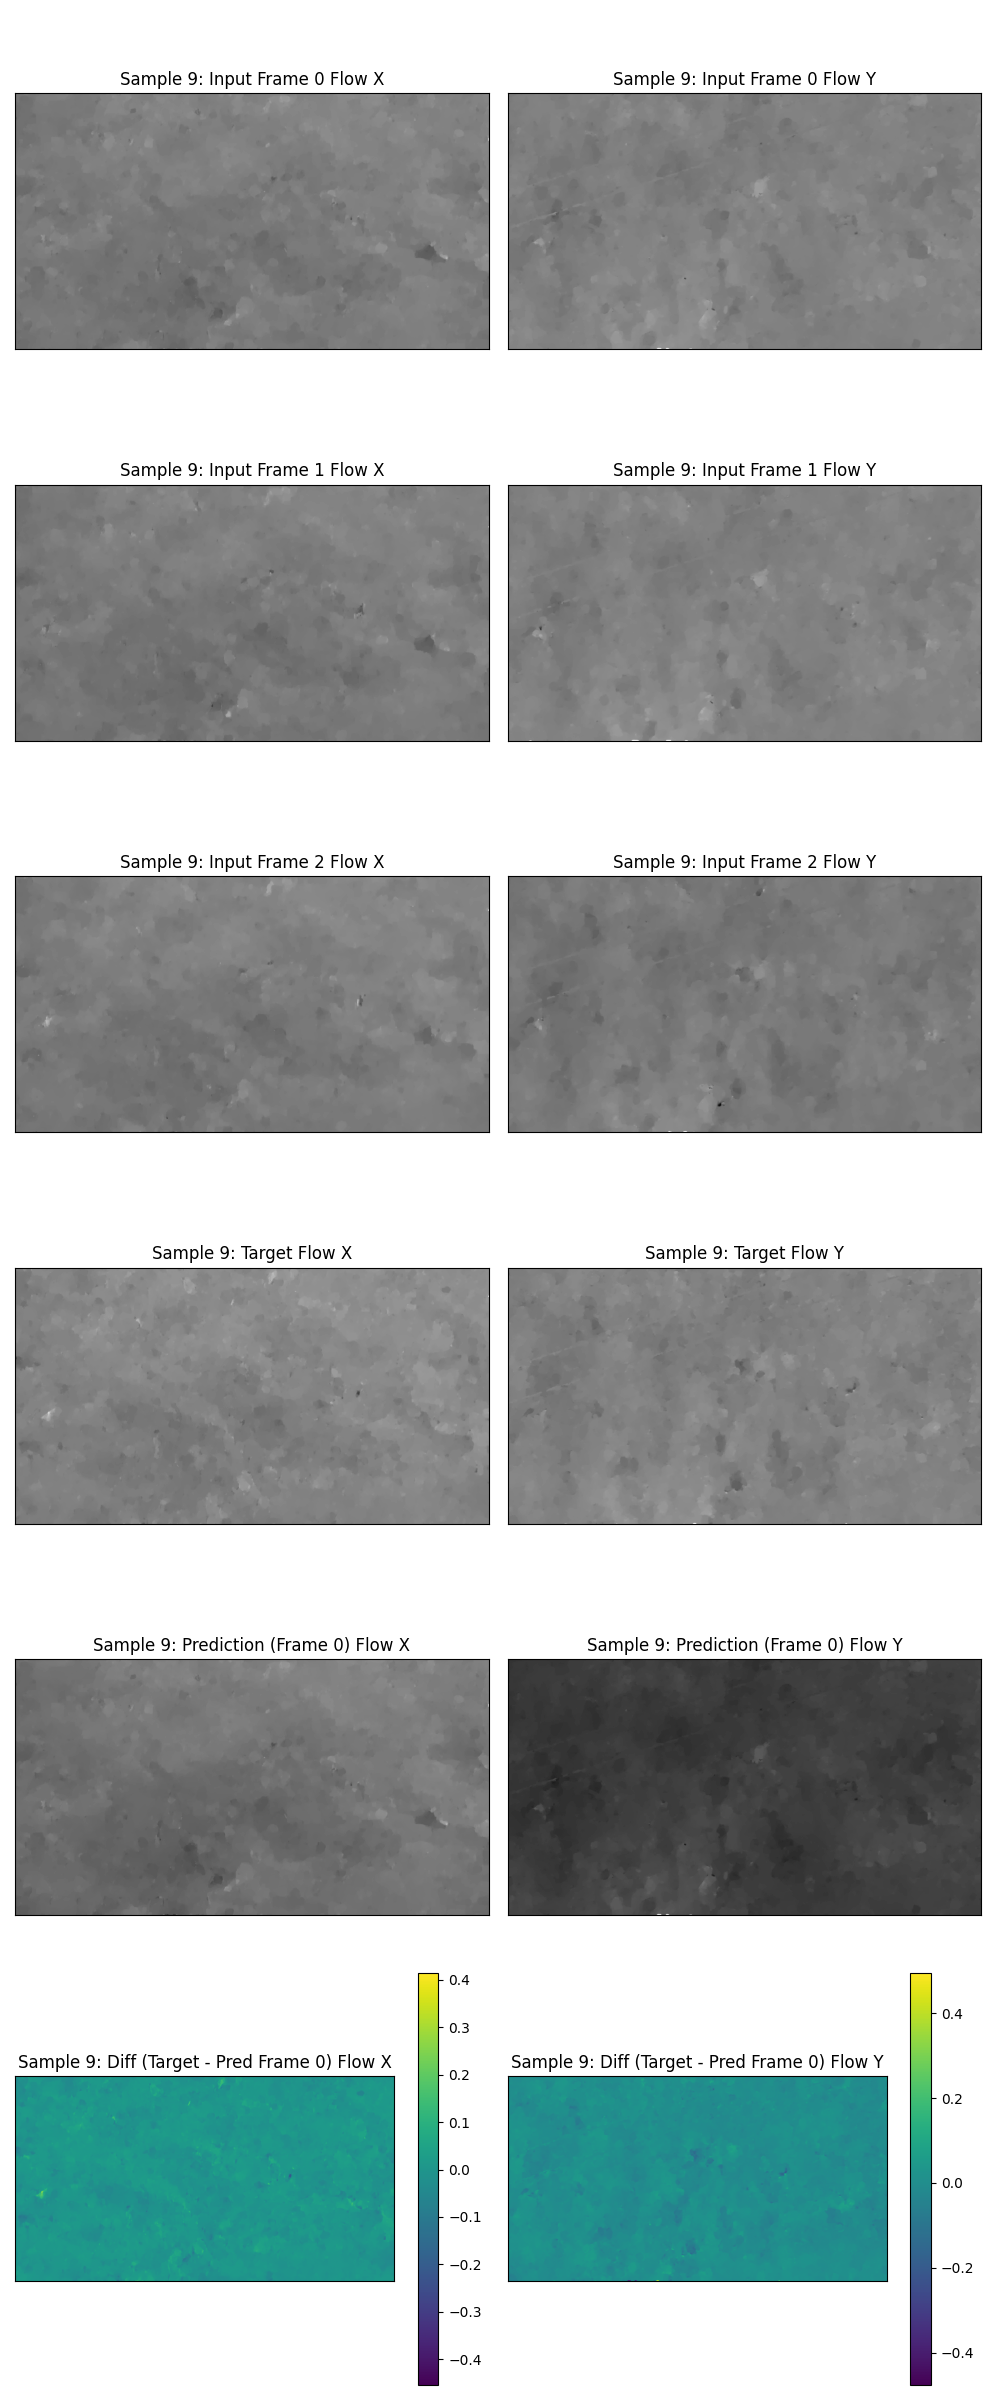 Sample 9: Input Frame 0 Flow X
Sample 9: Input Frame 0 Flow Y
Sample 9: Input Frame 1 Flow X
Sample 9: Input Frame 1 Flow Y
Sample 9: Input Frame 2 Flow X
Sample 9: Input Frame 2 Flow Y
Sample 9: Target Flow X
Sample 9: Target Flow Y
Sample 9: Prediction (Frame 0) Flow X
Sample 9: Prediction (Frame 0) Flow Y
Sample 9: Diff (Target - Pred Frame 0) Flow X
0.4
0.3
0.2
0.1
0.0
−0.1
−0.2
−0.3
−0.4
Sample 9: Diff (Target - Pred Frame 0) Flow Y
0.4
0.2
0.0
−0.2
−0.4